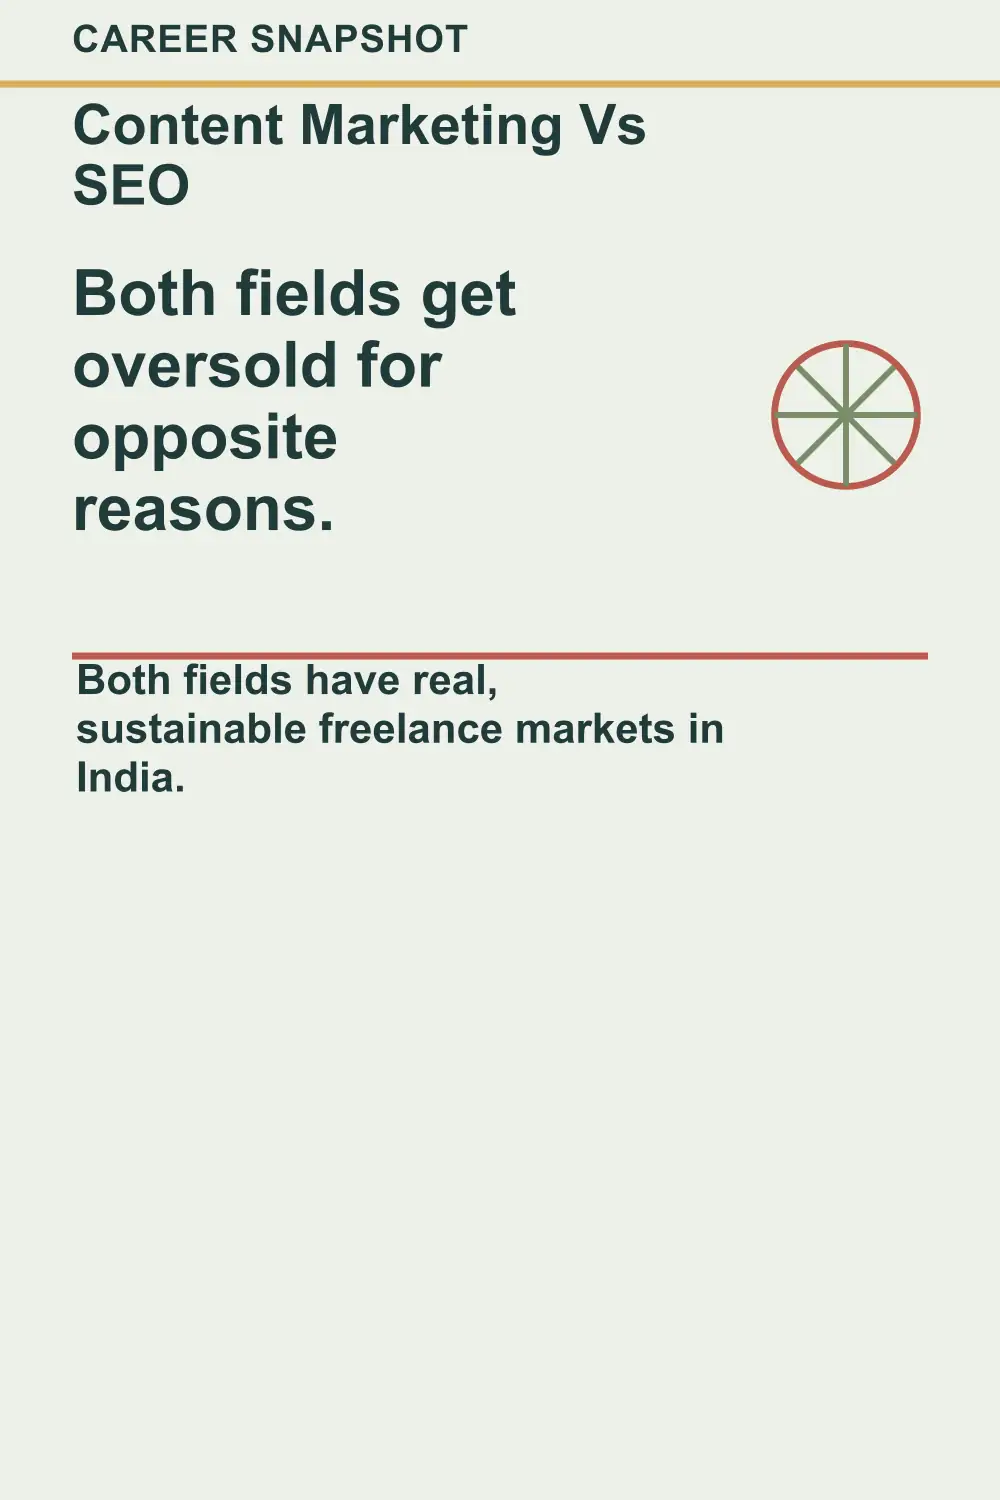 CAREER SNAPSHOT
Content Marketing Vs
SEO
Both fields get
oversold for
opposite
reasons.
Both fields have real,
sustainable freelance markets in
India.